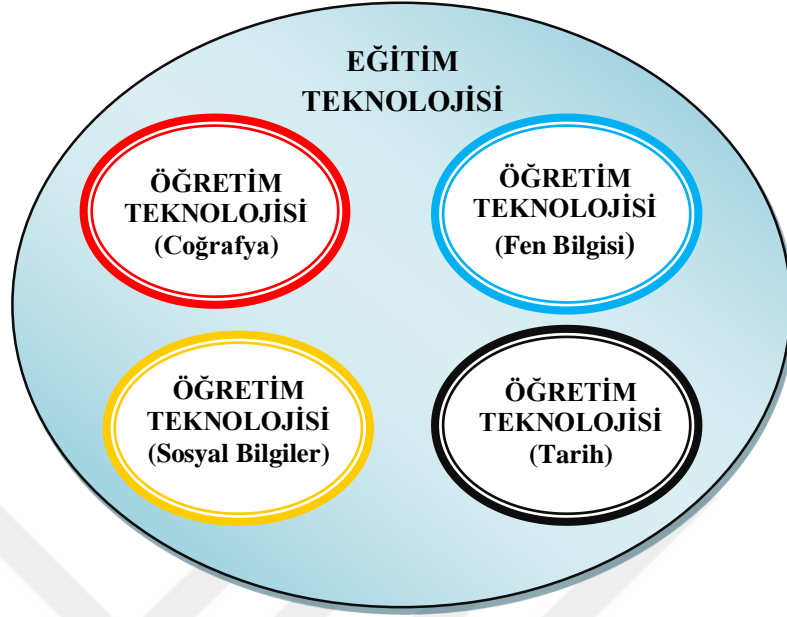 EĞİTİM
TEKNOLOJİSİ
ÖĞRETİM
TEKNOLOJİSİ
(Coğrafya)
ÖĞRETİM
TEKNOLOJİSİ
(Fen Bilgisi)
ÖĞRETİM
TEKNOLOJİSİ
(Sosyal Bilgiler)
ÖĞRETİM
TEKNOLOJİSİ
(Tarih)